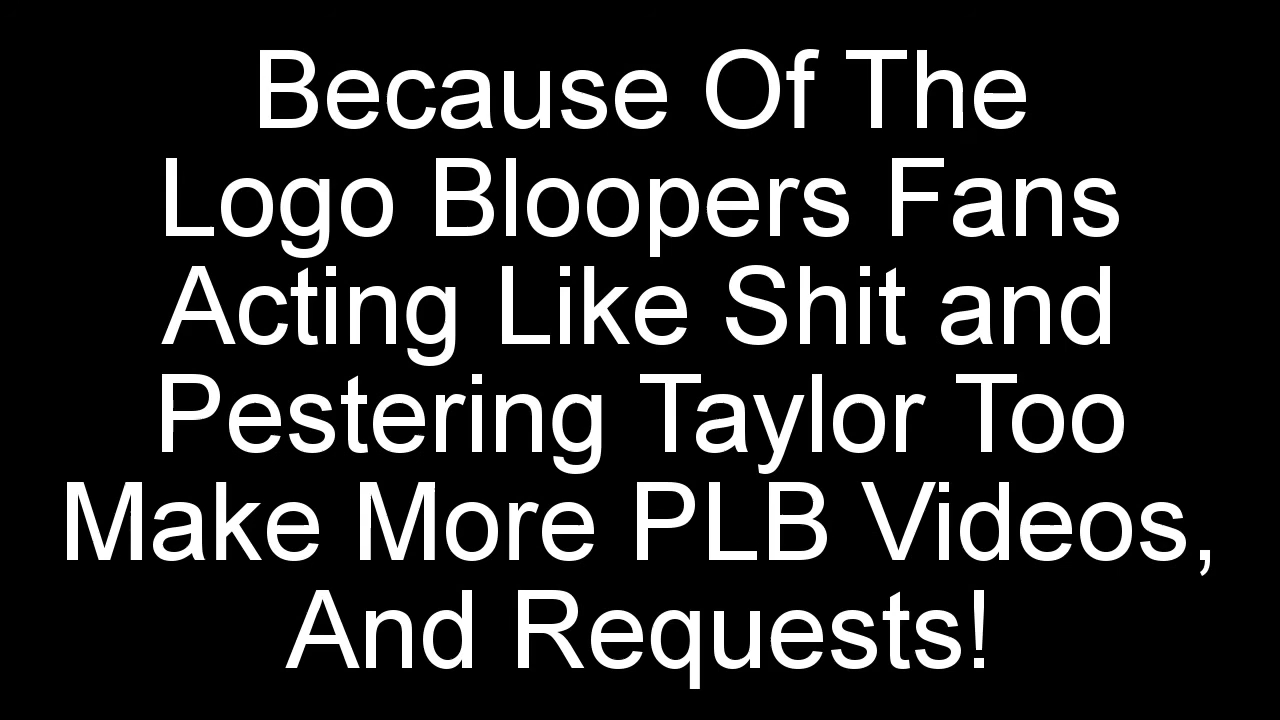 Because Of The
Logo Bloopers Fans
Acting Like Shit and
Pestering Taylor Too
Make More PLB Videos,
And Requests!